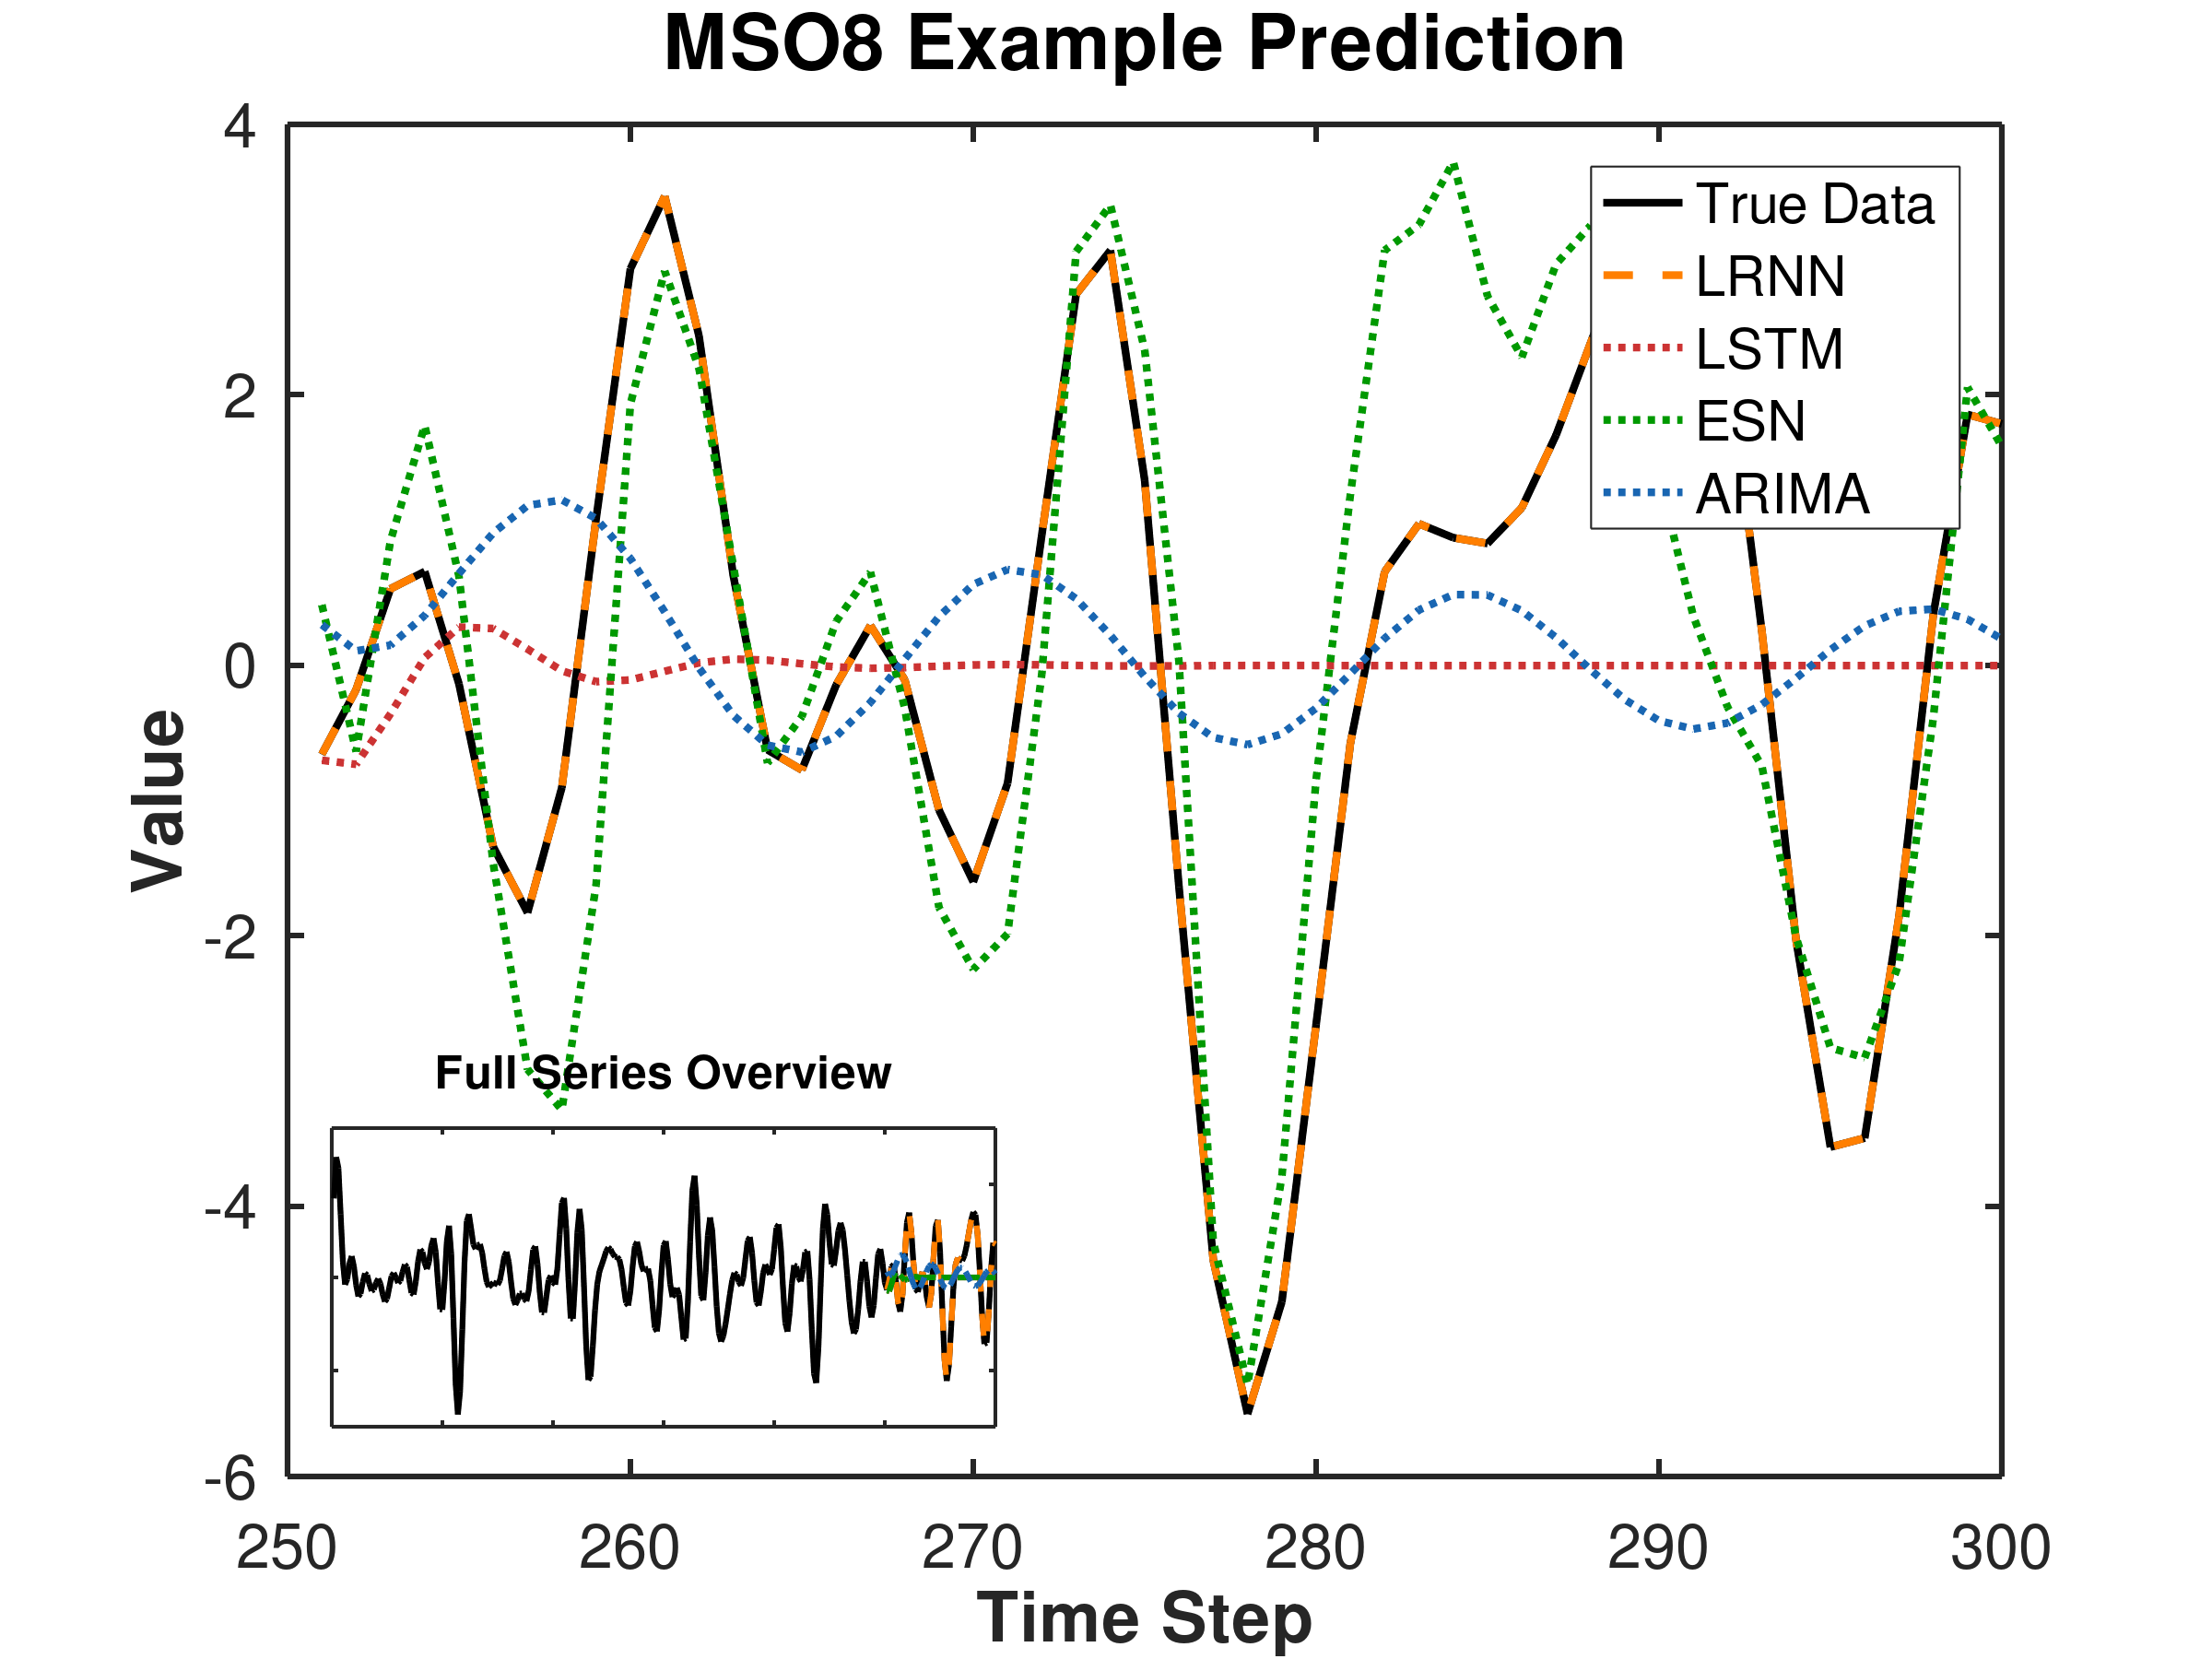 MSO8 Example Prediction
4
2
0
-2
-4
-6
Value
True Data
LRNN
LSTM
ESN
ARIMA
Full Series Overview
250 260 270 280 290 300
Time Step